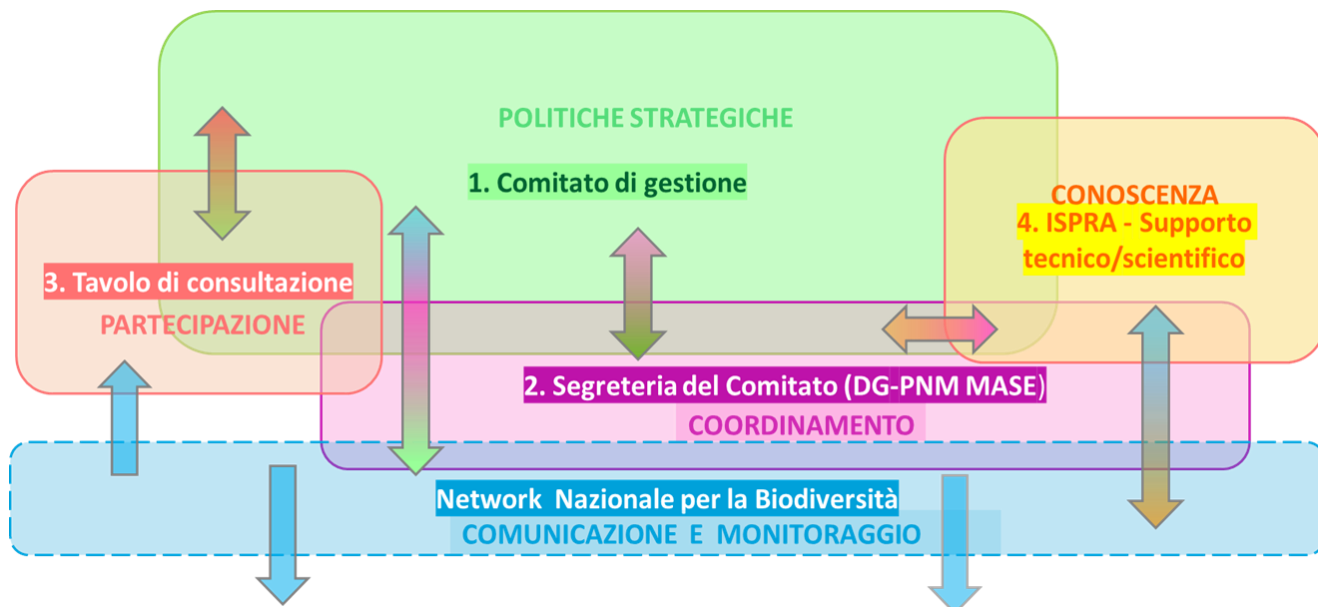 POLITICHE STRATEGICHE
1. Comitato di gestione
CONOSCENZA
4. ISPRA - Supporto
tecnico/scientifico
3. Tavolo di consultazione
PARTECIPAZIONE
2. Segreteria del Comitato (DG-PNM MASE)
COORDINAMENTO
Network Nazionale per la Biodiversità
COMUNICAZIONE E MONITORAGGIO